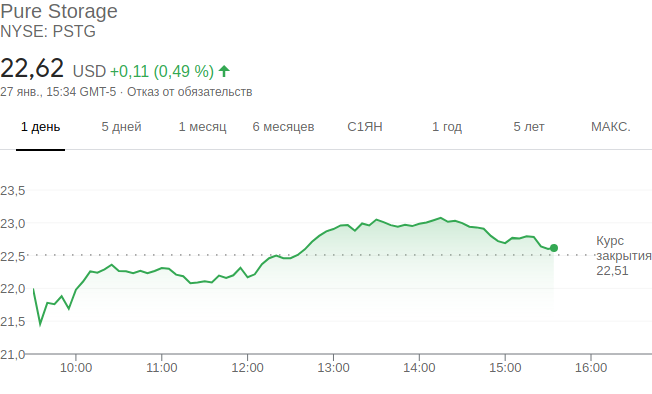 Pure Storage
NYSE: PSTG
22,62 USD +0,11 (0,49 %)
27 янв., 15:34 GMT-5 · Отказ от обязательств
1 день 5 дней 1 месяц 6 месяцев С1ЯН 1 год 5 лет МАКС.
23,5
23,0
Курс
закрытия
22,51
22,5
22,0
21,5
21,0
10:00 11:00 12:00 13:00 14:00 15:00 16:00